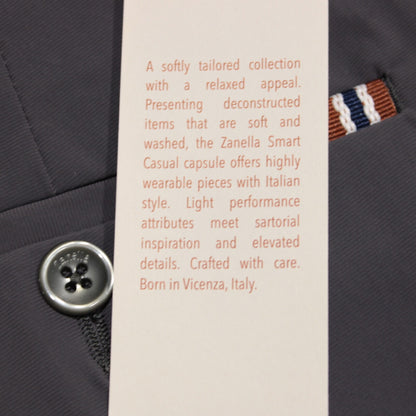 A softly tailored collection
with a relaxed appeal.
Presenting deconstructed
items that are soft and
washed, the Zanella Smart
Casual capsule offers highly
wearable pieces with Italian
style. Light performance
attributes meet sartorial
inspiration and elevated
details. Crafted with care.
Born in Vicenza, Italy.
zanella